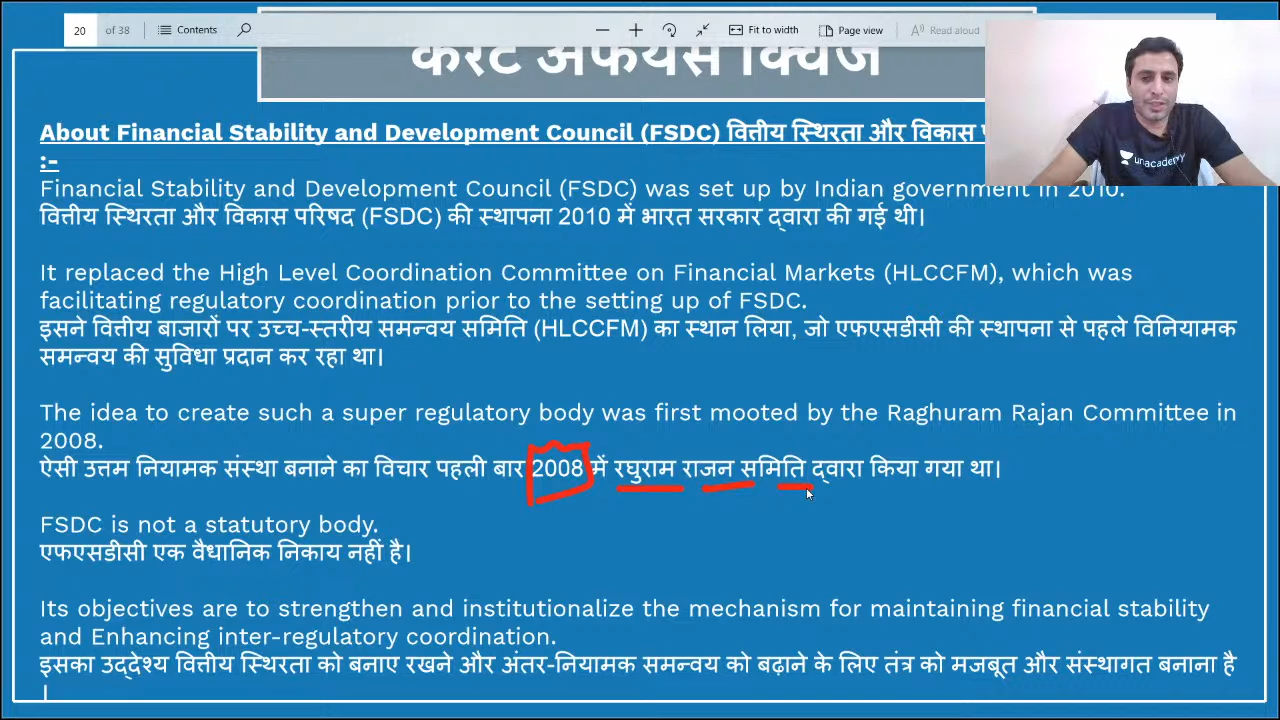 20 of 38 Contents Fit to width Page view Read aloud
करंट अफेयर्स क्विज
About Financial Stability and Development Council (FSDC) वित्तीय स्थिरता और विकास
:-
unacademy
Financial Stability and Development Council (FSDC) was set up by Indian government in 2010.
वित्तीय स्थिरता और विकास परिषद (FSDC) की स्थापना 2010 में भारत सरकार द्वारा की गई थी।
It replaced the High Level Coordination Committee on Financial Markets (HLCCFM), which was
facilitating regulatory coordination prior to the setting up of FSDC.
इसने वित्तीय बाजारों पर उच्च-स्तरीय समन्वय समिति (HLCCFM) का स्थान लिया, जो एफएसडीसी की स्थापना से पहले विनियामक
समन्वय की सुविधा प्रदान कर रहा था।
The idea to create such a super regulatory body was first mooted by the Raghuram Rajan Committee in
2008.
ऐसी उत्तम नियामक संस्था बनाने का विचार पहली बार 2008 में रघुराम राजन समिति द्वारा किया गया था।
FSDC is not a statutory body.
एफएसडीसी एक वैधानिक निकाय नहीं है।
Its objectives are to strengthen and institutionalize the mechanism for maintaining financial stability
and Enhancing inter-regulatory coordination.
इसका उद्देश्य वित्तीय स्थिरता को बनाए रखने और अंतर-नियामक समन्वय को बढ़ाने के लिए तंत्र को मजबूत और संस्थागत बनाना है
।